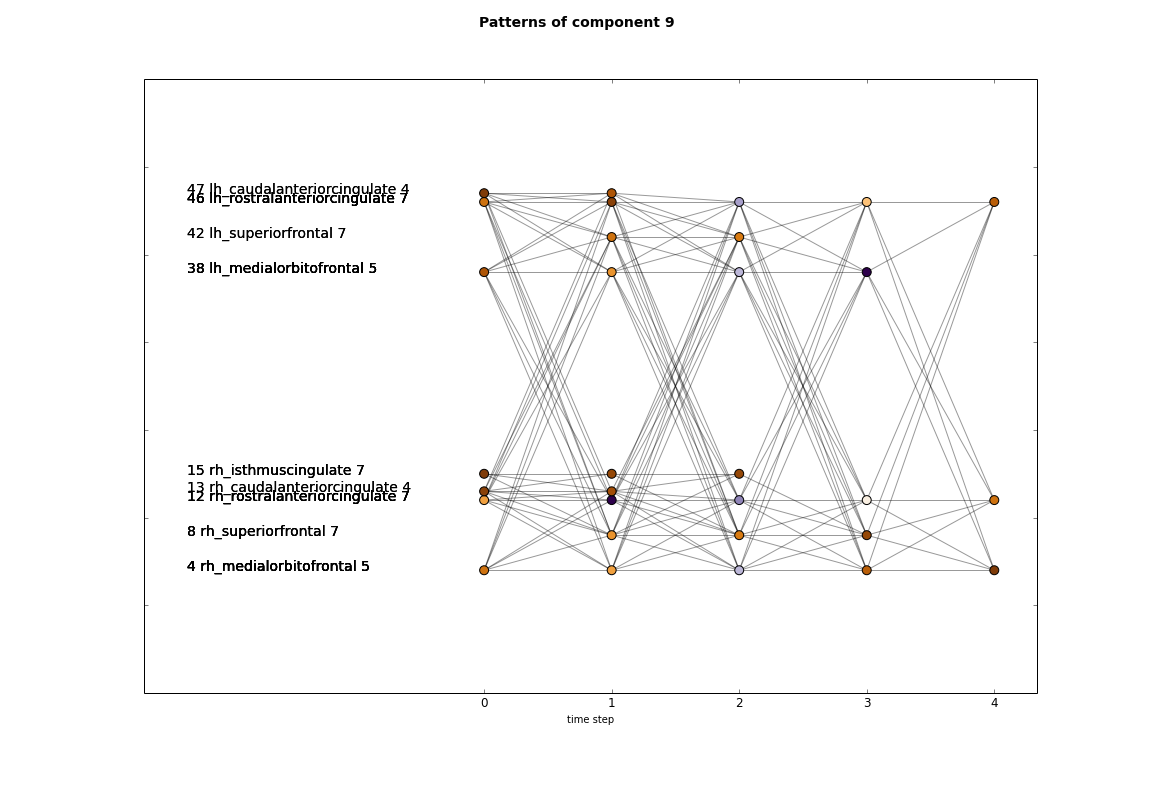 Patterns of component 9
47 lh_caudalanteriorcingulate 4
46 lh_rostralanteriorcingulate 7
42 lh_superiorfrontal 7
38 lh_medialorbitofrontal 5
15 rh_isthmuscingulate 7
13 rh_caudalanteriorcingulate 4
12 rh_rostralanteriorcingulate 7
8 rh_superiorfrontal 7
4 rh_medialorbitofrontal 5
0 1 2 3 4
time step